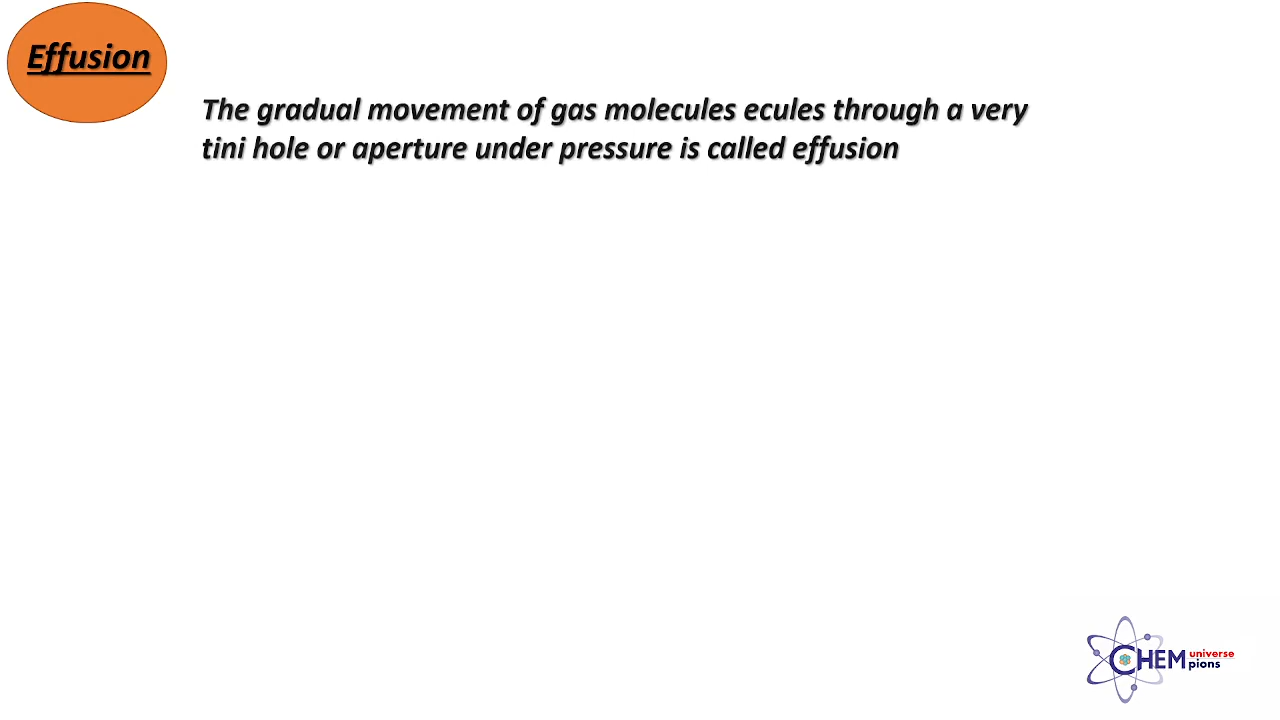 Effusion
The gradual movement of gas molecules ecules through a very
tini hole or aperture under pressure is called effusion
CHEM universe
pions